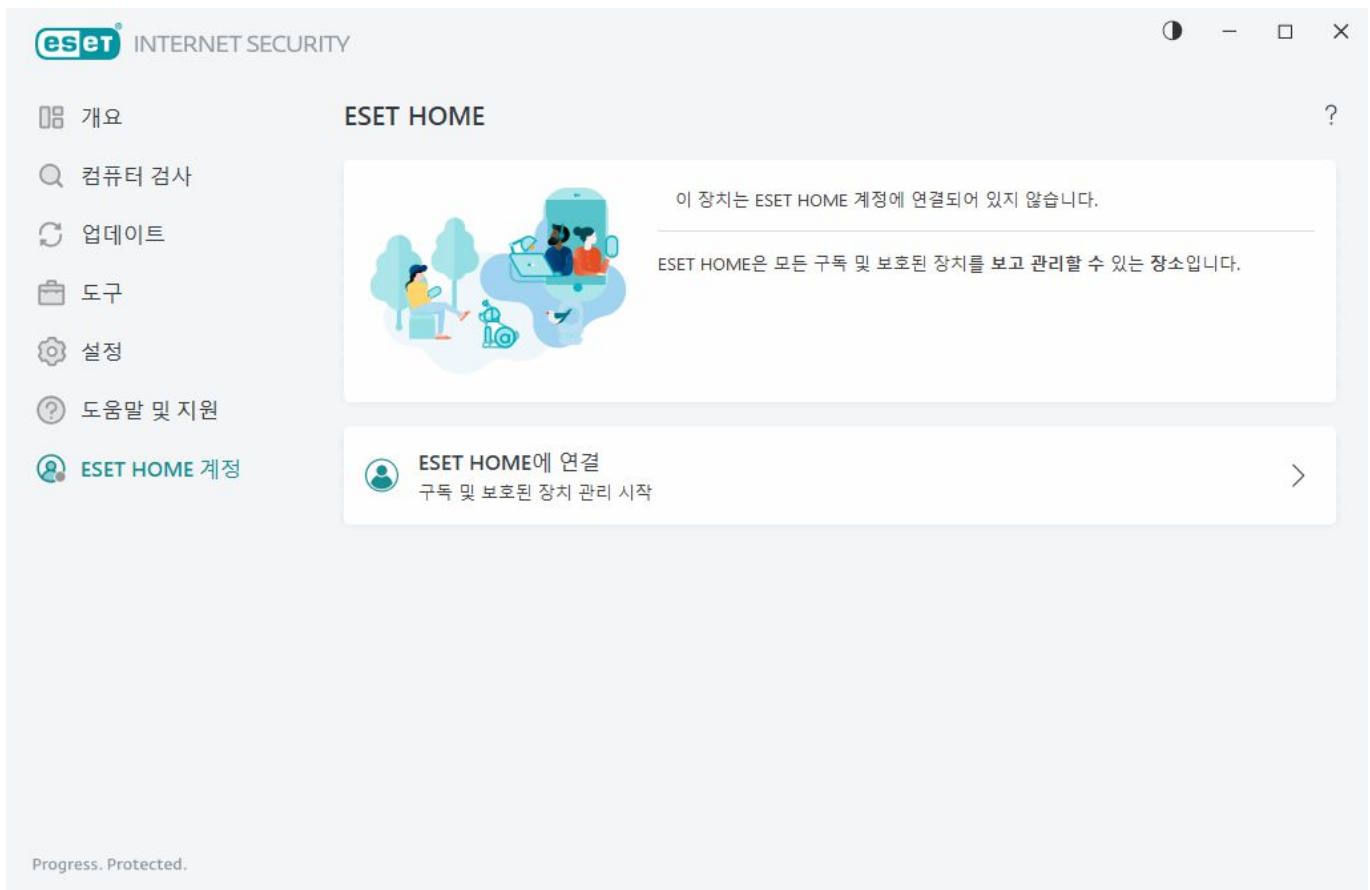 eset® INTERNET SECURITY
개요
컴퓨터 검사
업데이트
도구
설정
도움말 및 지원
ESET HOME 계정
ESET HOME
?
이 장치는 ESET HOME 계정에 연결되어 있지 않습니다.
ESET HOME은 모든 구독 및 보호된 장치를 보고 관리할 수 있는 장소입니다.
ESET HOME에 연결
구독 및 보호된 장치 관리 시작
Progress. Protected.